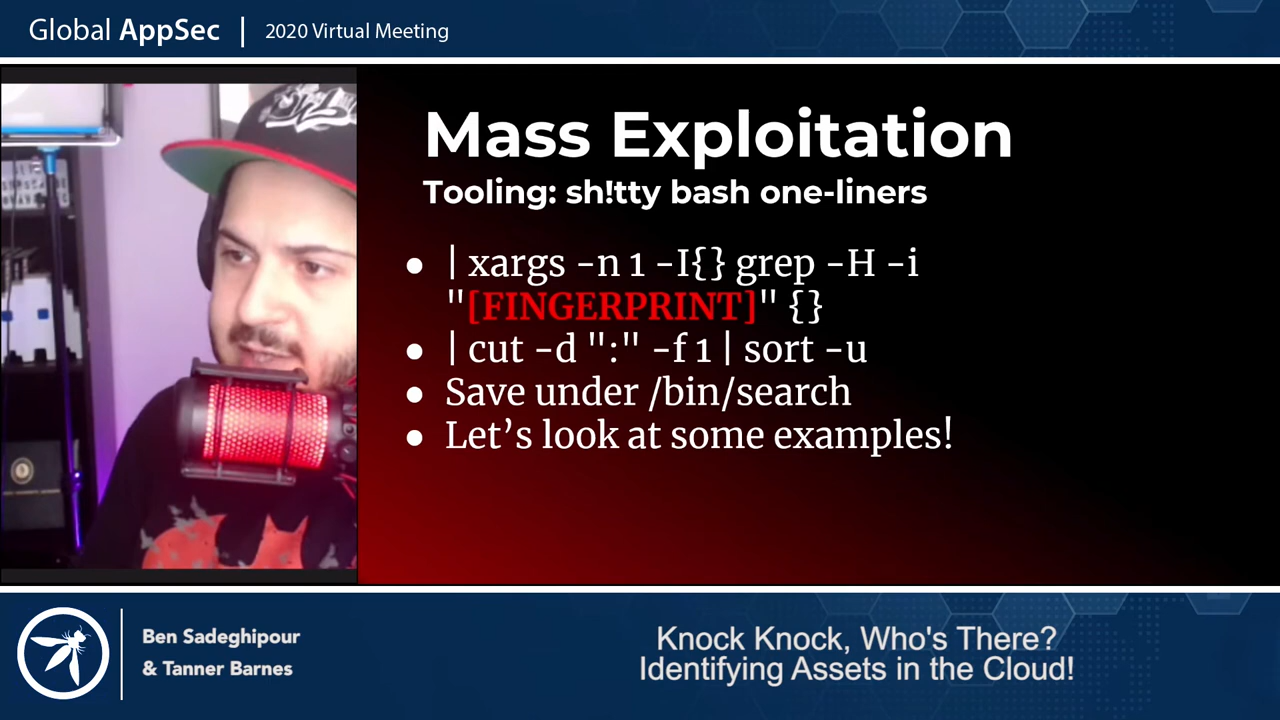 Global AppSec | 2020 Virtual Meeting
Mass Exploitation
Tooling: sh!tty bash one-liners
● | xargs -n 1 -I{} grep -H -i
"[FINGERPRINT]" {}
● | cut -d ":" -f 1 | sort -u
● Save under /bin/search
● Let’s look at some examples!
Ben Sadeghipour
& Tanner Barnes
Knock Knock, Who's There?
Identifying Assets in the Cloud!